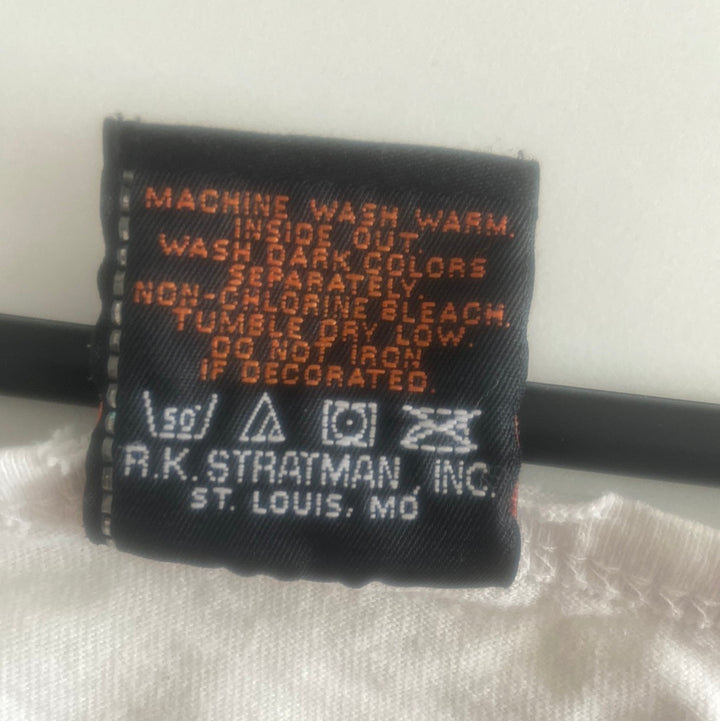 MACHINE WASH WARM.
INSIDE OUT.
WASH DARK COLORS
SEPARATELY.
NON-CHLORINE BLEACH.
TUMBLE DRY LOW.
DO NOT IRON
IF DECORATED.
50°
R.K. STRATMAN, INC.
ST. LOUIS, MO